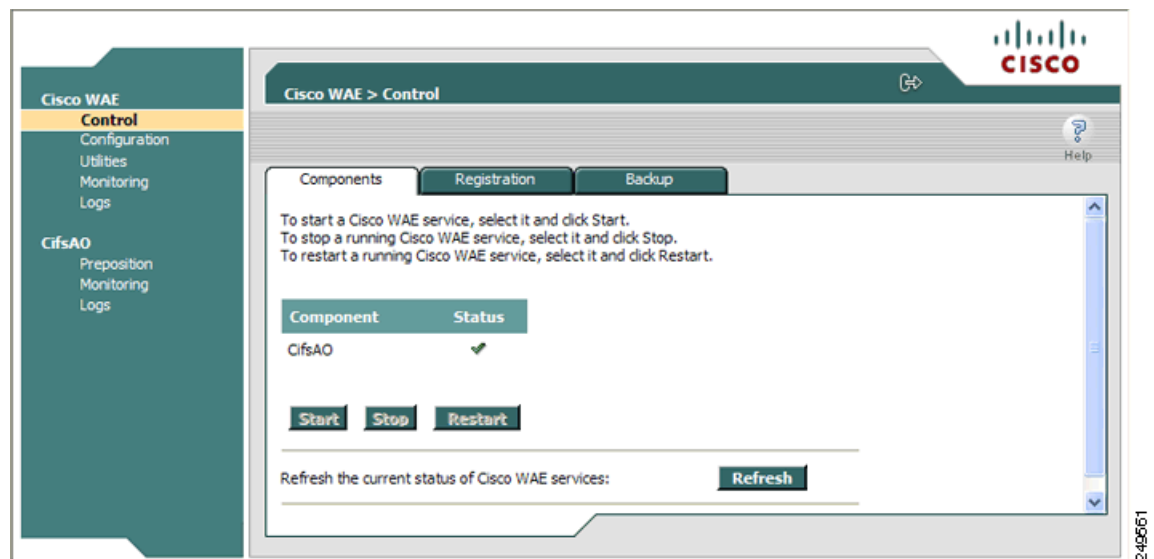 CISCO
Cisco WAE
Control
Configuration
Utilities
Monitoring
Logs
CifsAO
Preposition
Monitoring
Logs
Cisco WAE > Control
Help
Components Registration Backup
To start a Cisco WAE service, select it and click Start.
To stop a running Cisco WAE service, select it and click Stop.
To restart a running Cisco WAE service, select it and click Restart.
Component Status
CifsAO
Start Stop Restart
Refresh the current status of Cisco WAE services: Refresh
249561